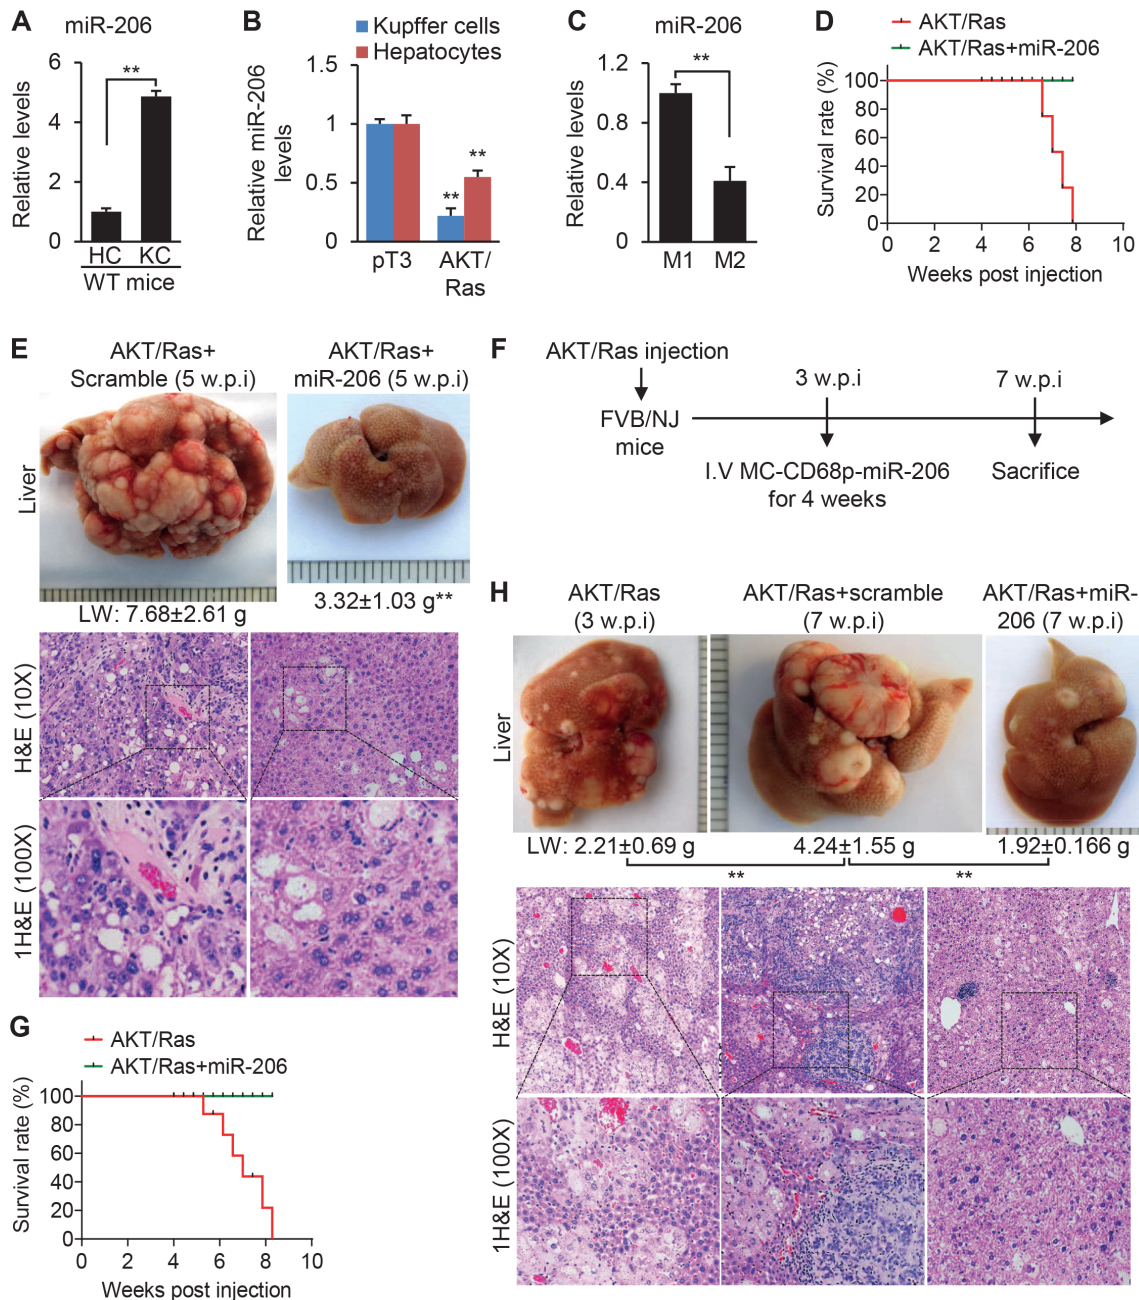 A
miR-206
Relative levels
6
4
2
0
**
HC KC
WT mice
B
Kupffer cells
Hepatocytes
Relative miR-206
levels
1.5
1
0.5
0
**
**
pT3 AKT/
Ras
C
miR-206
Relative levels
1.2
0.8
0.4
0
**
M1 M2
D
AKT/Ras
AKT/Ras+miR-206
Survival rate (%)
100
80
60
40
20
0
0 2 4 6 8 10
Weeks post injection
E
AKT/Ras+
Scramble (5 w.p.i)
AKT/Ras+
miR-206 (5 w.p.i)
Liver
LW: 7.68±2.61 g
3.32±1.03 g**
H&E (10X)
1H&E (100X)
F
AKT/Ras injection
FVB/NJ
mice
3 w.p.i
I.V MC-CD68p-miR-206
for 4 weeks
7 w.p.i
Sacrifice
G
AKT/Ras
AKT/Ras+miR-206
Survival rate (%)
100
80
60
40
20
0
0 2 4 6 8 10
Weeks post injection
H
AKT/Ras
(3 w.p.i)
AKT/Ras+scramble
(7 w.p.i)
AKT/Ras+miR-
206 (7 w.p.i)
Liver
LW: 2.21±0.69 g
4.24±1.55 g
1.92±0.166 g
**
**
H&E (10X)
1H&E (100X)